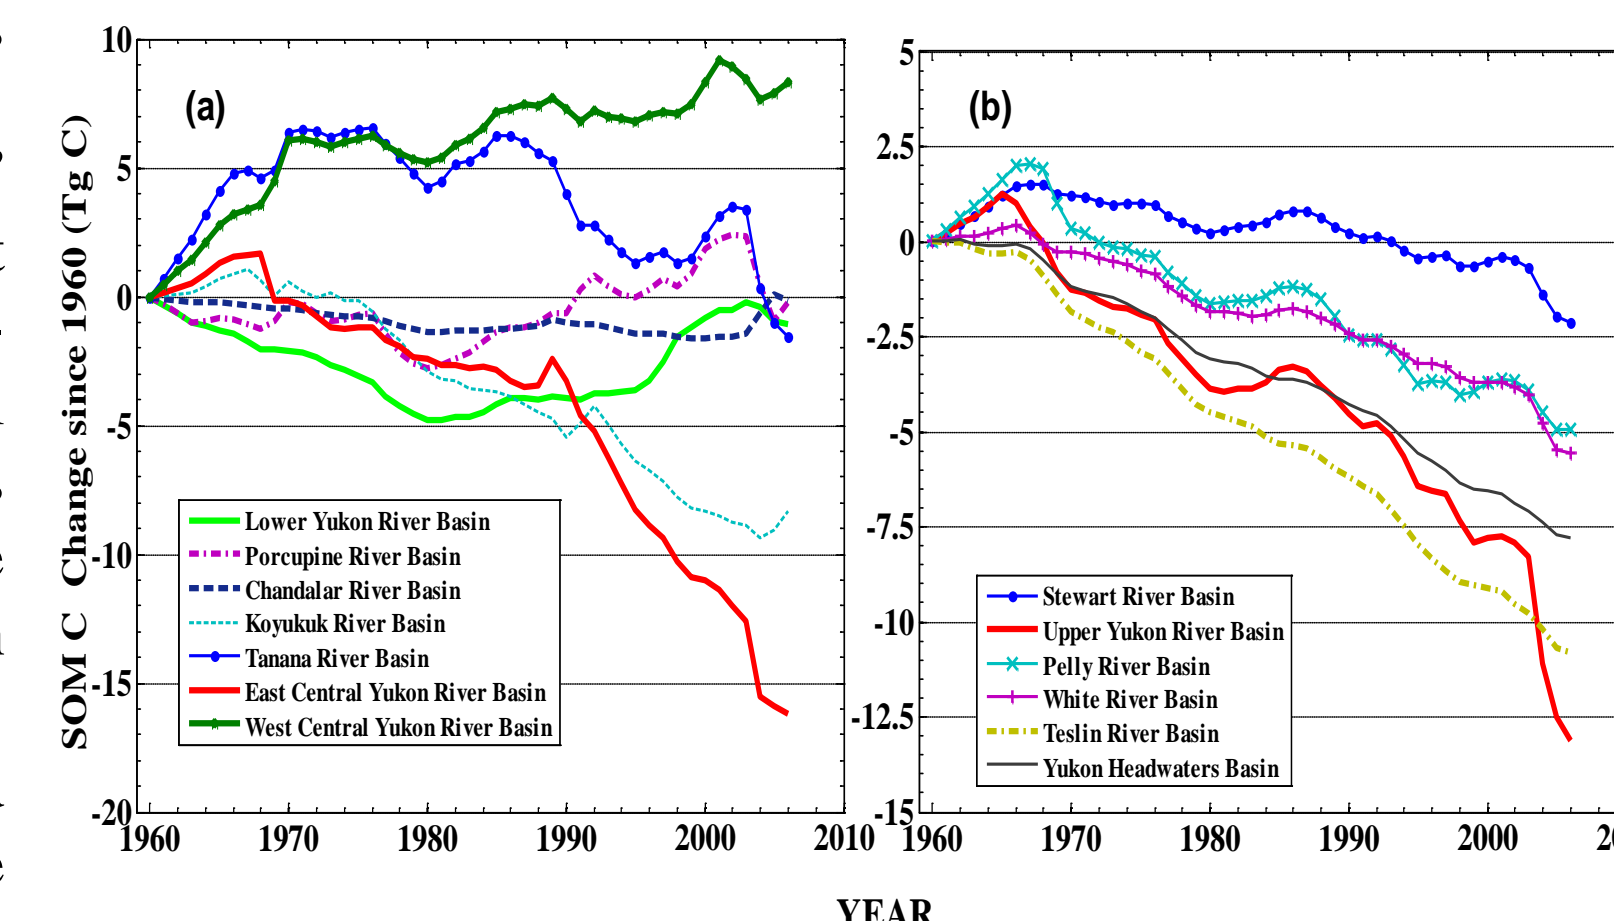 (a)
SOM C Change since 1960 (Tg C)
10
5
0
-5
-10
-15
-20
Lower Yukon River Basin
Porcupine River Basin
Chandalar River Basin
Koyukuk River Basin
Tanana River Basin
East Central Yukon River Basin
West Central Yukon River Basin
1960 1970 1980 1990 2000 2010
(b)
5
2.5
0
-2.5
-5
-7.5
-10
-12.5
-15
Stewart River Basin
Upper Yukon River Basin
Pelly River Basin
White River Basin
Teslin River Basin
Yukon Headwaters Basin
1960 1970 1980 1990 2000
YEAR